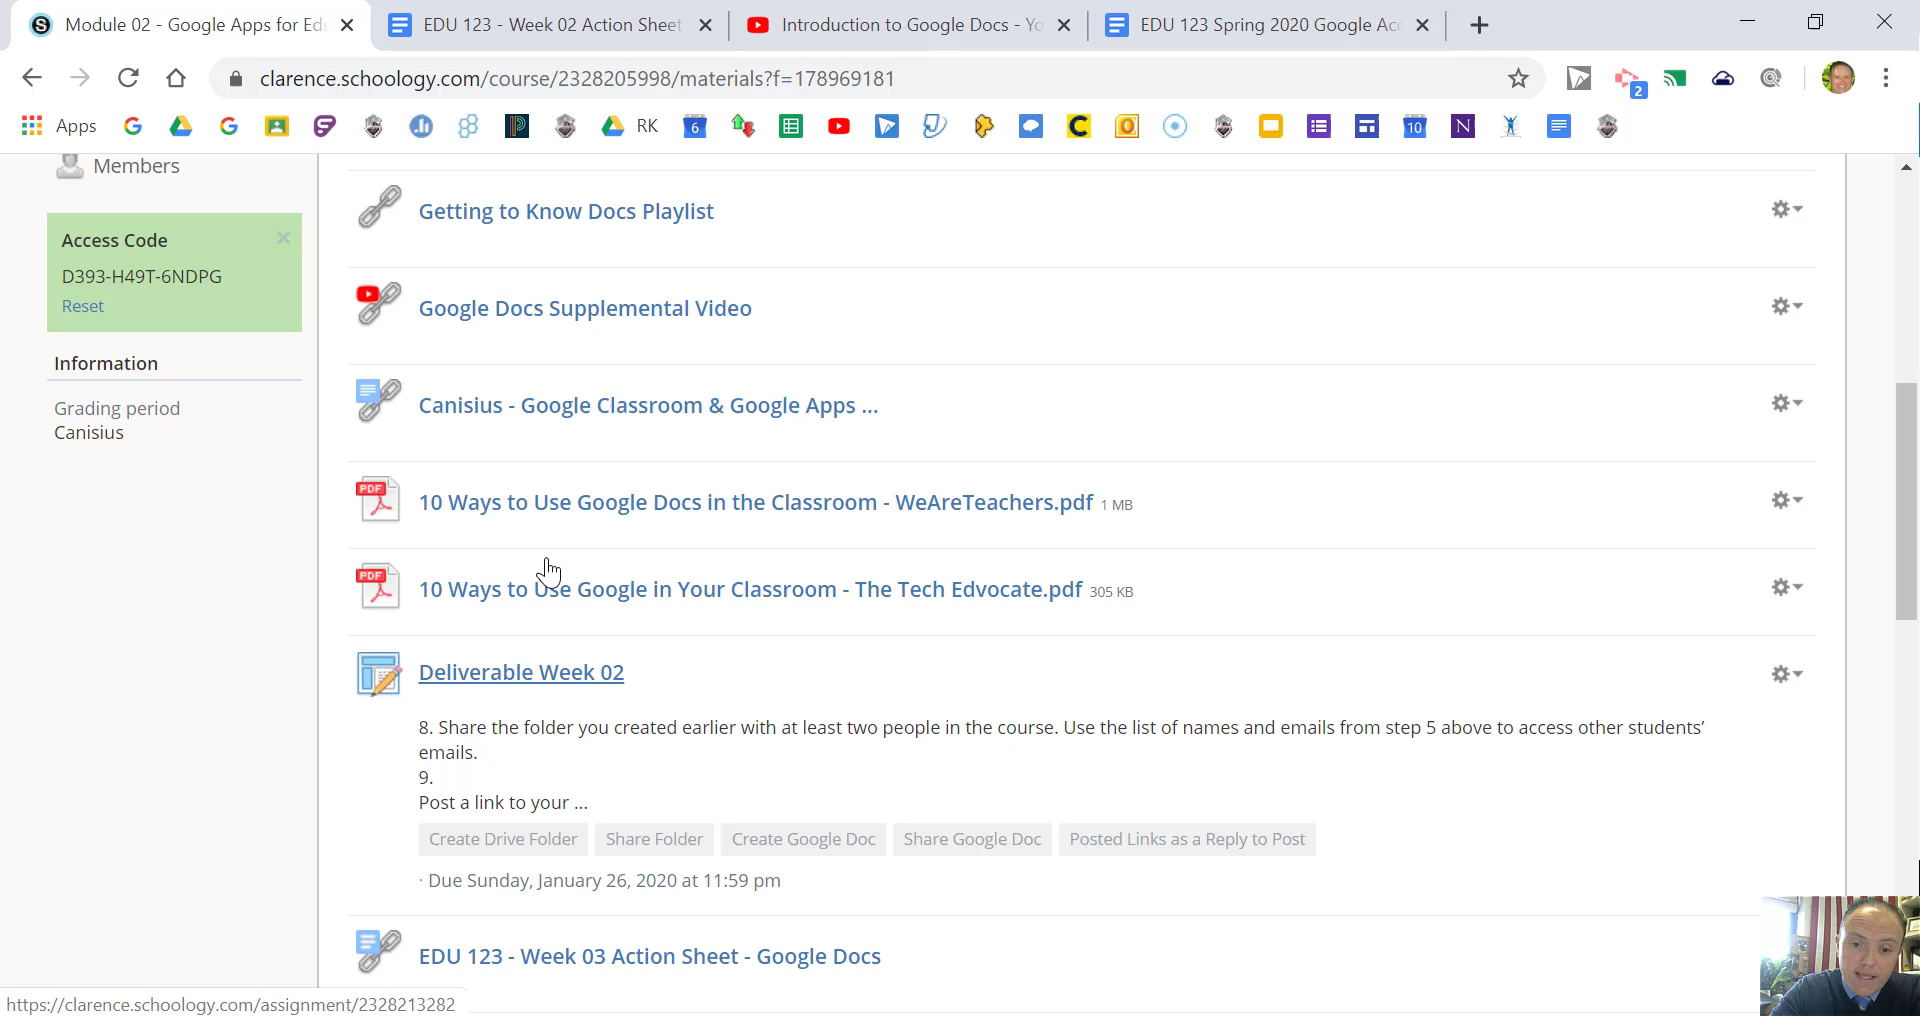 Module 02 - Google Apps for Edu
EDU 123 - Week 02 Action Sheet
Introduction to Google Docs - Yo
EDU 123 Spring 2020 Google Acc
clarence.schoology.com/course/2328205998/materials?f=178969181
2
Apps
RK
6
10
N
Members
Access Code
D393-H49T-6NDPG
Reset
Information
Grading period
Canisius
Getting to Know Docs Playlist
Google Docs Supplemental Video
Canisius - Google Classroom & Google Apps ...
PDF
10 Ways to Use Google Docs in the Classroom - WeAreTeachers.pdf 1 MB
PDF
10 Ways to Use Google in Your Classroom - The Tech Edvocate.pdf 305 KB
Deliverable Week 02
8. Share the folder you created earlier with at least two people in the course. Use the list of names and emails from step 5 above to access other students’
emails.
9.
Post a link to your ...
Create Drive Folder Share Folder Create Google Doc Share Google Doc Posted Links as a Reply to Post
· Due Sunday, January 26, 2020 at 11:59 pm
EDU 123 - Week 03 Action Sheet - Google Docs
https://clarence.schoology.com/assignment/2328213282